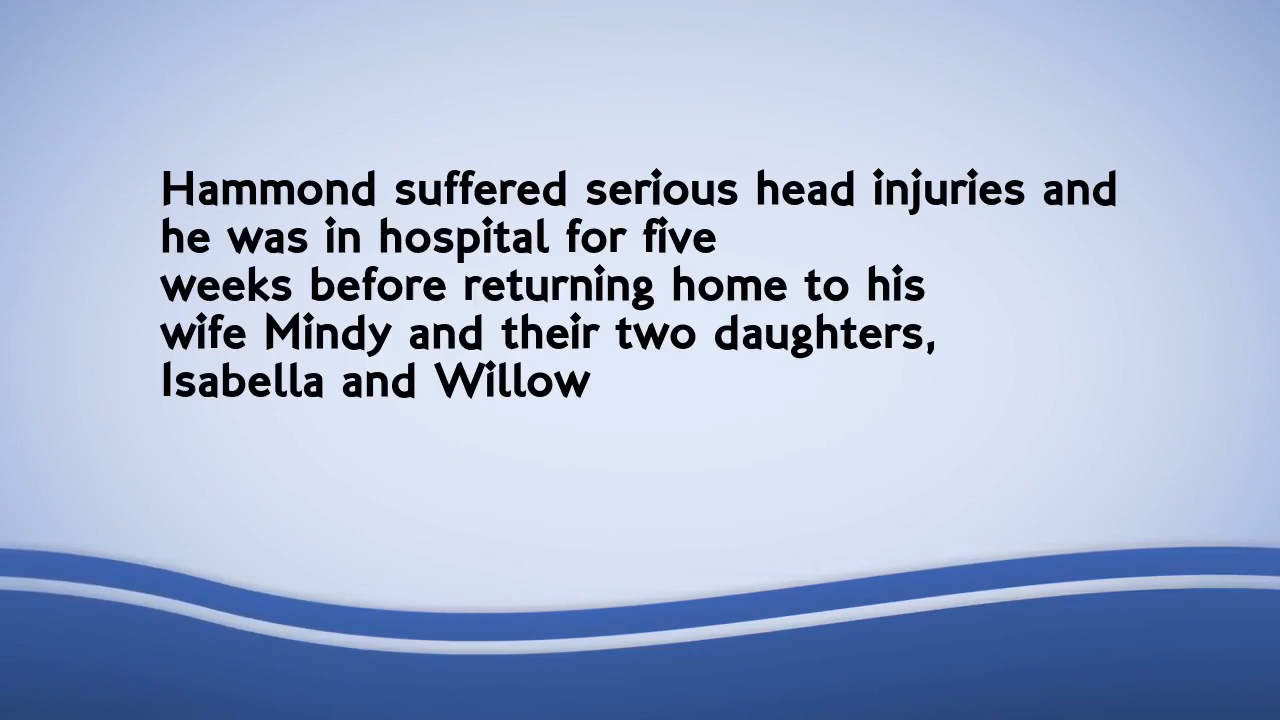 Hammond suffered serious head injuries and
he was in hospital for five
weeks before returning home to his
wife Mindy and their two daughters,
Isabella and Willow